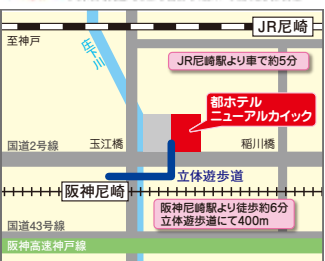 JR尼崎
至神戸
庄下川
JR尼崎駅より車で約5分
都ホテル
ニューアルカイック
国道2号線
玉江橋
稲川橋
立体遊歩道
阪神尼崎
阪神尼崎駅より徒歩約6分
立体遊歩道にて400m
国道43号線
阪神高速神戸線